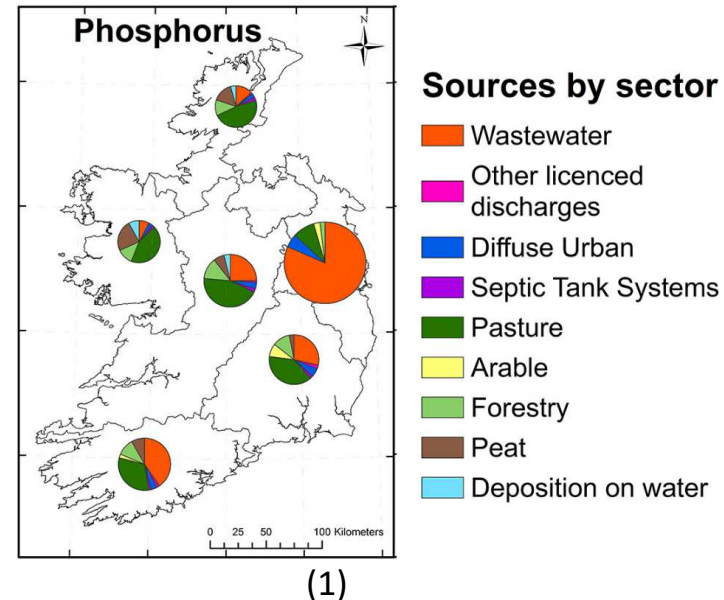 Phosphorus
N
Sources by sector
Wastewater
Other licenced
discharges
Diffuse Urban
Septic Tank Systems
Pasture
Arable
Forestry
Peat
Deposition on water
0 25 50 100 Kilometers
(1)